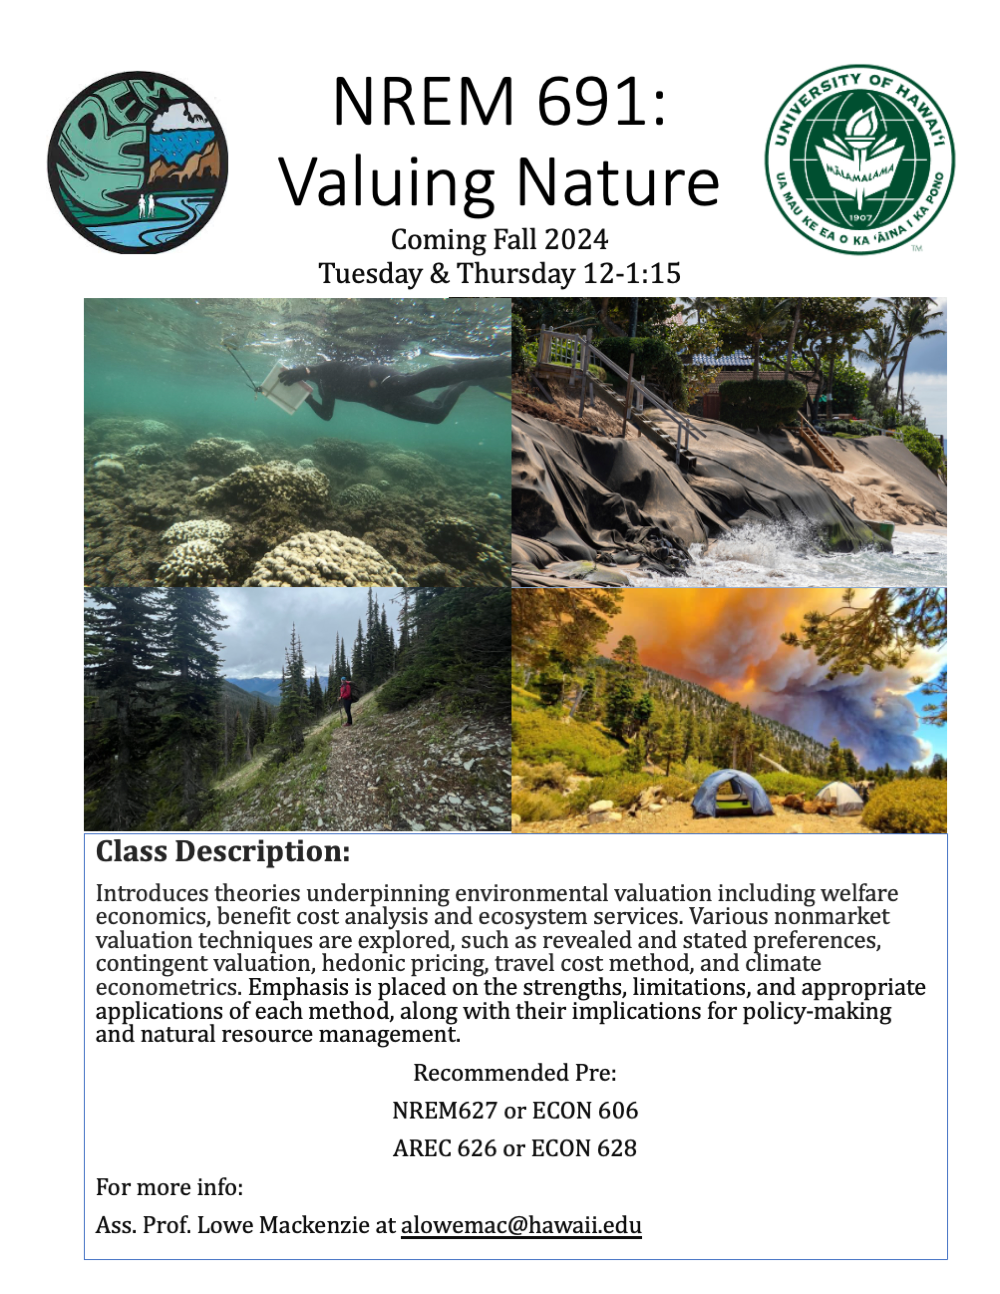 NREM
NREM 691:
Valuing Nature
Coming Fall 2024
Tuesday & Thursday 12-1:15
UNIVERSITY OF HAWAI‘I
MĀLAMALAMA
1907
UA MAU KE EA O KA ‘ĀINA I KA PONO
TM
Class Description:
Introduces theories underpinning environmental valuation including welfare
economics, benefit cost analysis and ecosystem services. Various nonmarket
valuation techniques are explored, such as revealed and stated preferences,
contingent valuation, hedonic pricing, travel cost method, and climate
econometrics. Emphasis is placed on the strengths, limitations, and appropriate
applications of each method, along with their implications for policy-making
and natural resource management.
Recommended Pre:
NREM627 or ECON 606
AREC 626 or ECON 628
For more info:
Ass. Prof. Lowe Mackenzie at alowemac@hawaii.edu